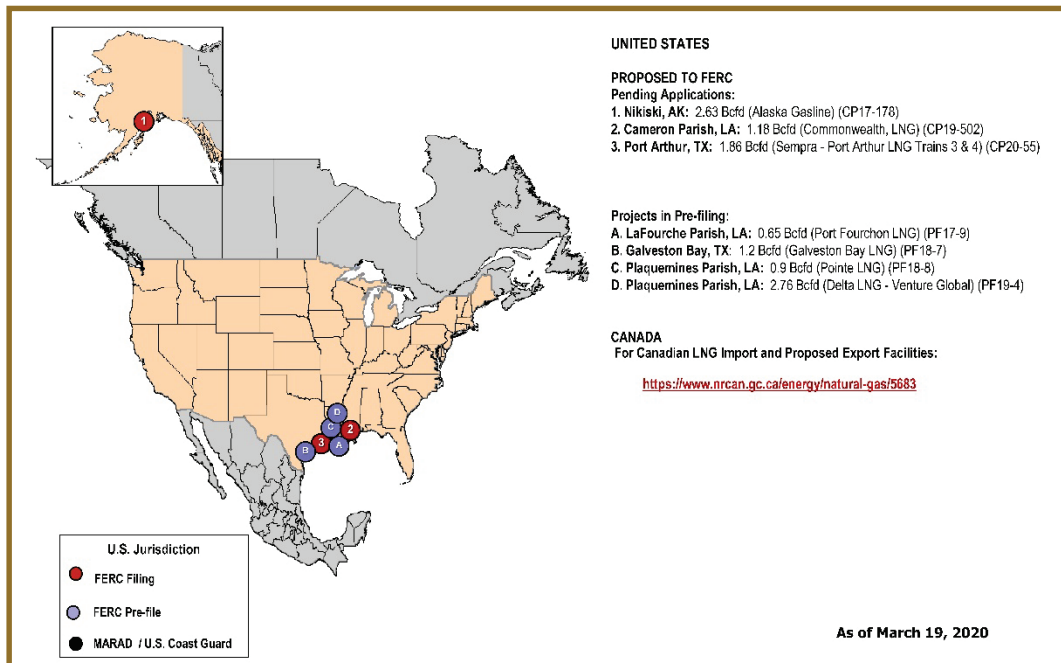 UNITED STATES
PROPOSED TO FERC
Pending Applications:
1. Nikiski, AK: 2.63 Bcfd (Alaska Gasline) (CP17-178)
2. Cameron Parish, LA: 1.18 Bcfd (Commonwealth, LNG) (CP19-502)
3. Port Arthur, TX: 1.86 Bcfd (Sempra - Port Arthur LNG Trains 3 & 4) (CP20-55)
Projects in Pre-filing:
A. LaFourche Parish, LA: 0.65 Bcfd (Port Fourchon LNG) (PF17-9)
B. Galveston Bay, TX: 1.2 Bcfd (Galveston Bay LNG) (PF18-7)
C. Plaquemines Parish, LA: 0.9 Bcfd (Pointe LNG) (PF18-8)
D. Plaquemines Parish, LA: 2.76 Bcfd (Delta LNG - Venture Global) (PF19-4)
CANADA
For Canadian LNG Import and Proposed Export Facilities:
https://www.nrcan.gc.ca/energy/natural-gas/5683
1
D
C
2
3
A
B
U.S. Jurisdiction
FERC Filing
FERC Pre-file
MARAD / U.S. Coast Guard
As of March 19, 2020